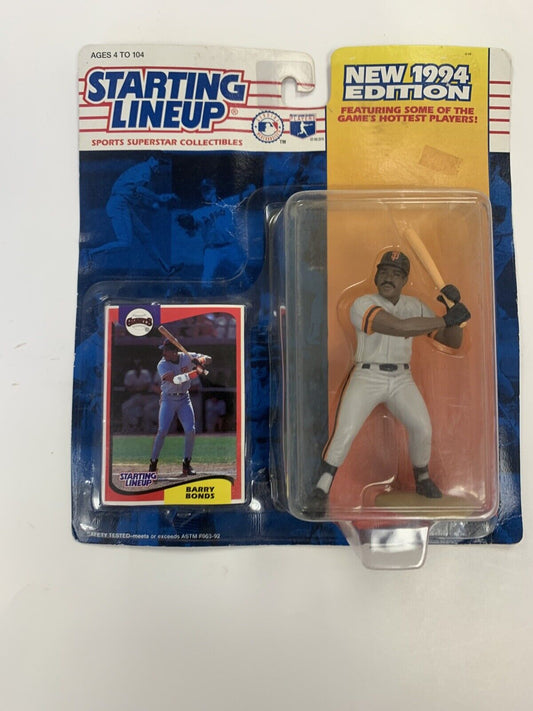 AGES 4 TO 104
STARTING
LINEUP®
SPORTS SUPERSTAR COLLECTIBLES
™
NEW 1994
EDITION
FEATURING SOME OF THE
GAME'S HOTTEST PLAYERS!
GIANTS
STARTING
LINEUP
BARRY
BONDS
SAFETY TESTED-meets or exceeds ASTM F963-92